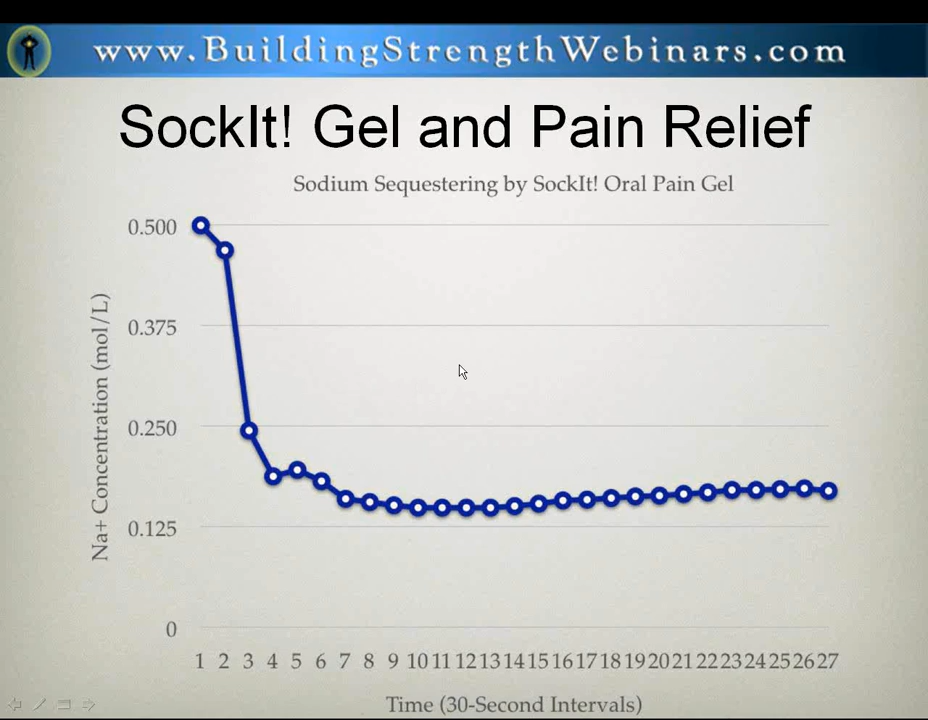 www.BuildingStrengthWebinars.com
SockIt! Gel and Pain Relief
Sodium Sequestering by SockIt! Oral Pain Gel
Na+ Concentration (mol/L)
0.500
0.375
0.250
0.125
0
1 2 3 4 5 6 7 8 9 10 11 12 13 14 15 16 17 18 19 20 21 22 23 24 25 26 27
Time (30-Second Intervals)